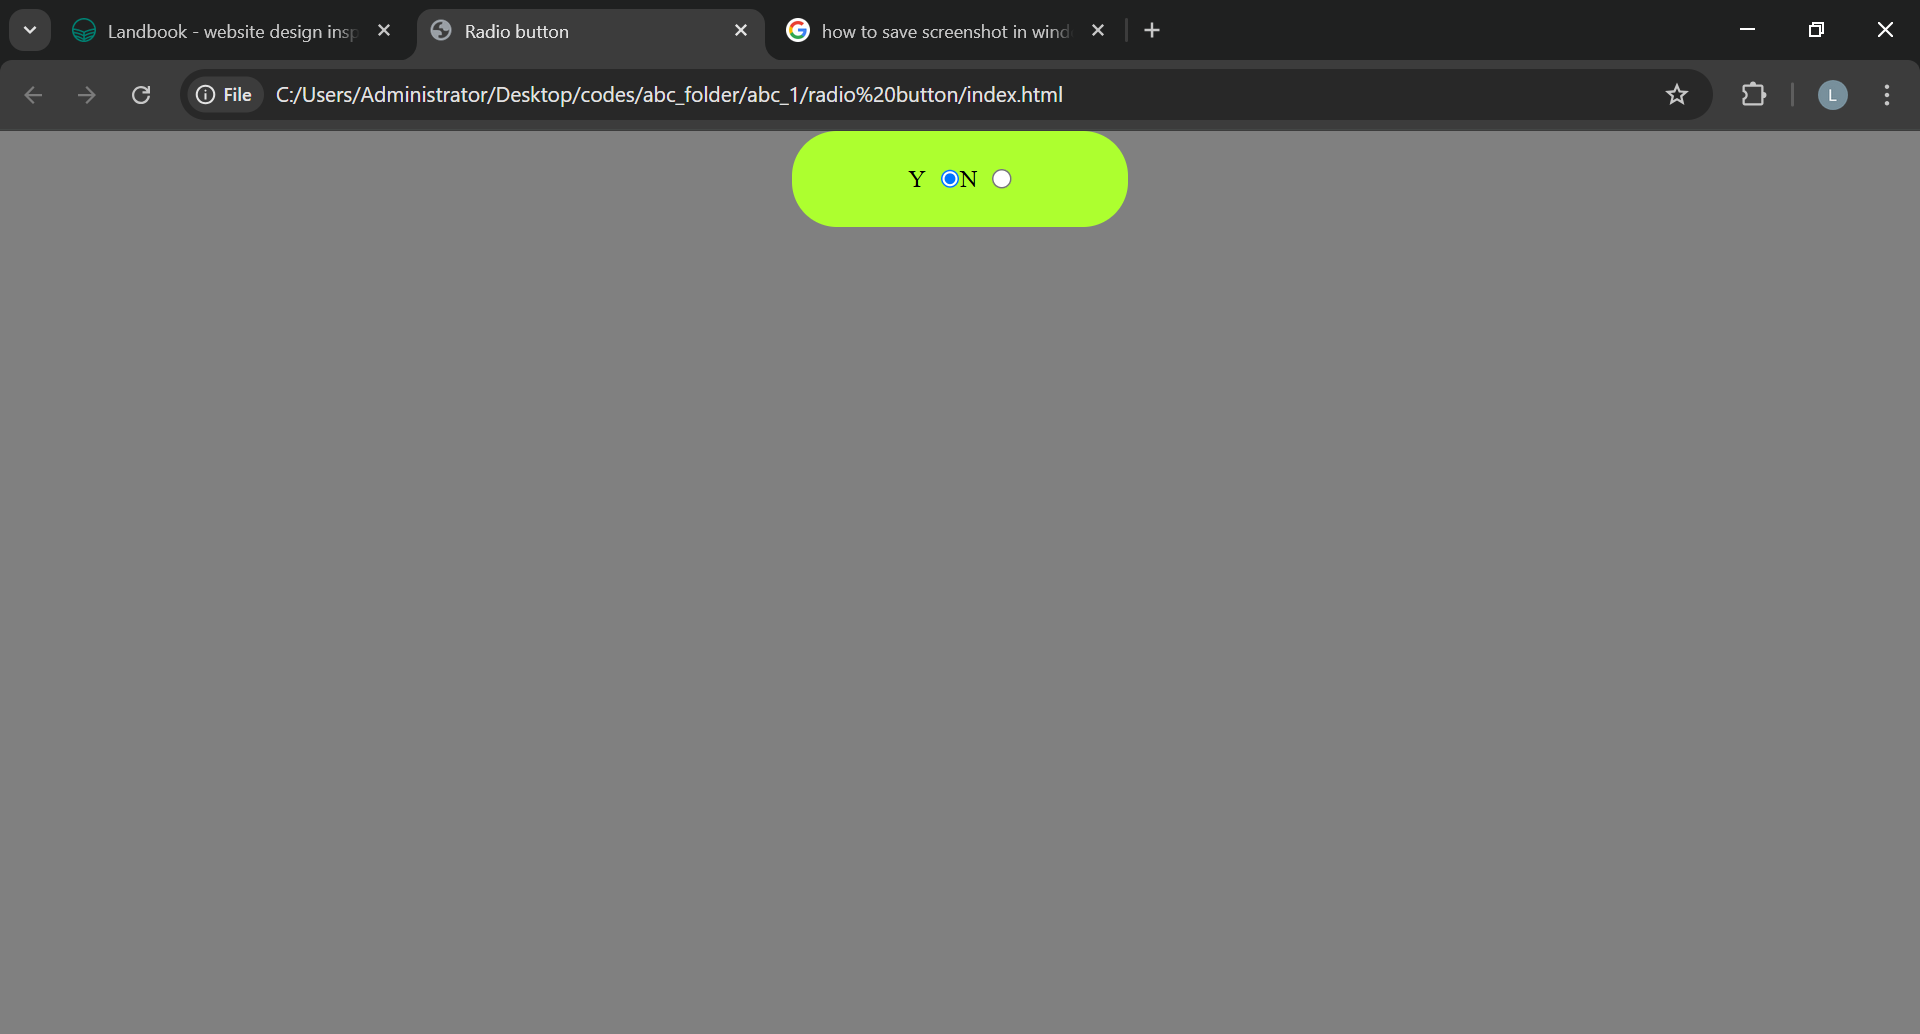 Landbook - website design insp
Radio button
how to save screenshot in wind
File
C:/Users/Administrator/Desktop/codes/abc_folder/abc_1/radio%20button/index.html
L
Y N